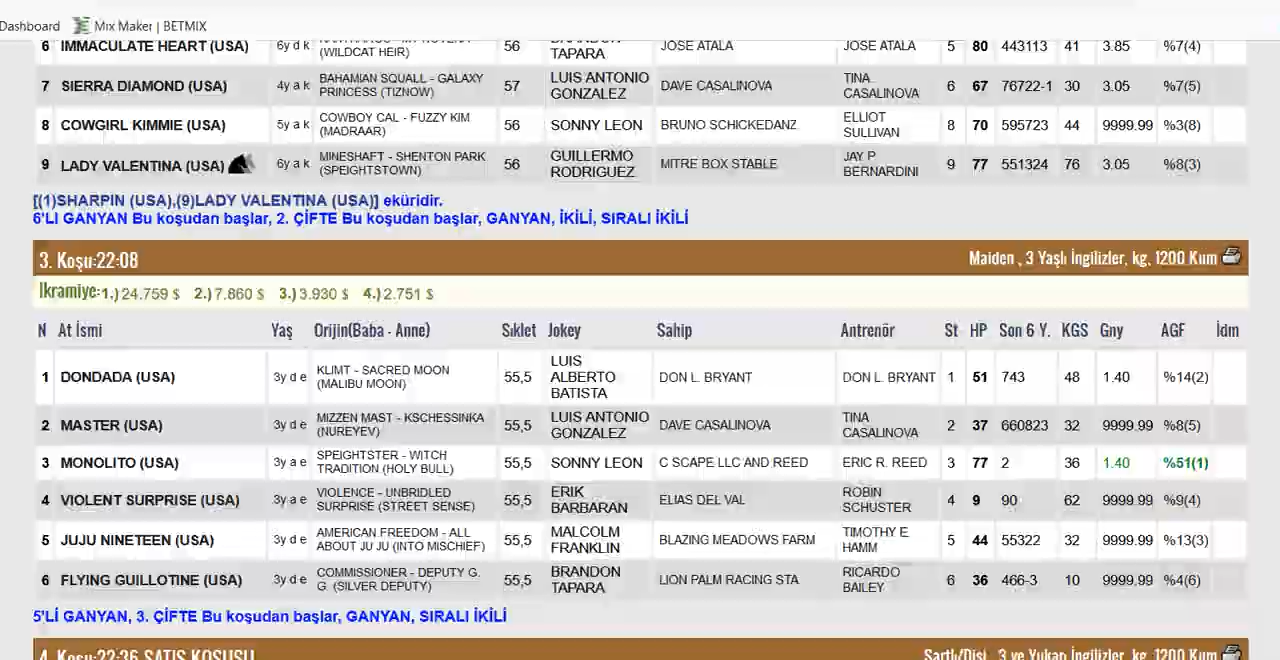 Dashboard Mix Maker | BETMIX
6 IMMACULATE HEART (USA) 6y d k (WILDCAT HEIR) 56 TAPARA JOSE ATALA JOSE ATALA 5 80 443113 41 3.85 %7(4)
7 SIERRA DIAMOND (USA) 4y a k BAHAMIAN SQUALL - GALAXY PRINCESS (TIZNOW) 57 LUIS ANTONIO GONZALEZ DAVE CASALINOVA TINA CASALINOVA 6 67 76722-1 30 3.05 %7(5)
8 COWGIRL KIMMIE (USA) 5y a k COWBOY CAL - FUZZY KIM (MADRAAR) 56 SONNY LEON BRUNO SCHICKEDANZ ELLIOT SULLIVAN 8 70 595723 44 9999.99 %3(8)
9 LADY VALENTINA (USA) 6y a k MINESHAFT - SHENTON PARK (SPEIGHTSTOWN) 56 GUILLERMO RODRIGUEZ MITRE BOX STABLE JAY P BERNARDINI 9 77 551324 76 3.05 %8(3)
[(1)SHARPIN (USA),(9)LADY VALENTINA (USA)] eküridir.
6'LI GANYAN Bu koşudan başlar, 2. ÇİFTE Bu koşudan başlar, GANYAN, İKİLİ, SIRALI İKİLİ
3. Koşu:22:08 Maiden , 3 Yaşlı İngilizler, kg, 1200 Kum
Ikramiye:1.)24.759 $ 2.)7.860 $ 3.)3.930 $ 4.)2.751 $
N At İsmi Yaş Orijin(Baba - Anne) Sıklet Jokey Sahip Antrenör St HP Son 6 Y. KGS Gny AGF İdm
1 DONDADA (USA) 3y d e KLIMT - SACRED MOON (MALIBU MOON) 55,5 LUIS ALBERTO BATISTA DON L. BRYANT DON L. BRYANT 1 51 743 48 1.40 %14(2)
2 MASTER (USA) 3y d e MIZZEN MAST - KSCHESSINKA (NUREYEV) 55,5 LUIS ANTONIO GONZALEZ DAVE CASALINOVA TINA CASALINOVA 2 37 660823 32 9999.99 %8(5)
3 MONOLITO (USA) 3y a e SPEIGHTSTER - WITCH TRADITION (HOLY BULL) 55,5 SONNY LEON C SCAPE LLC AND REED ERIC R. REED 3 77 2 36 1.40 %51(1)
4 VIOLENT SURPRISE (USA) 3y a e VIOLENCE - UNBRIDLED SURPRISE (STREET SENSE) 55,5 ERIK BARBARAN ELIAS DEL VAL ROBIN SCHUSTER 4 9 90 62 9999.99 %9(4)
5 JUJU NINETEEN (USA) 3y d e AMERICAN FREEDOM - ALL ABOUT JU JU (INTO MISCHIEF) 55,5 MALCOLM FRANKLIN BLAZING MEADOWS FARM TIMOTHY E. HAMM 5 44 55322 32 9999.99 %13(3)
6 FLYING GUILLOTINE (USA) 3y d e COMMISSIONER - DEPUTY G. G. (SILVER DEPUTY) 55,5 BRANDON TAPARA LION PALM RACING STA RICARDO BAILEY 6 36 466-3 10 9999.99 %4(6)
5'Lİ GANYAN, 3. ÇİFTE Bu koşudan başlar, GANYAN, SIRALI İKİLİ
4. Koşu:22:36 SATIŞ KOŞUSU Şartlı/Dişi , 3 ve Yukarı İngilizler, kg, 1200 Kum